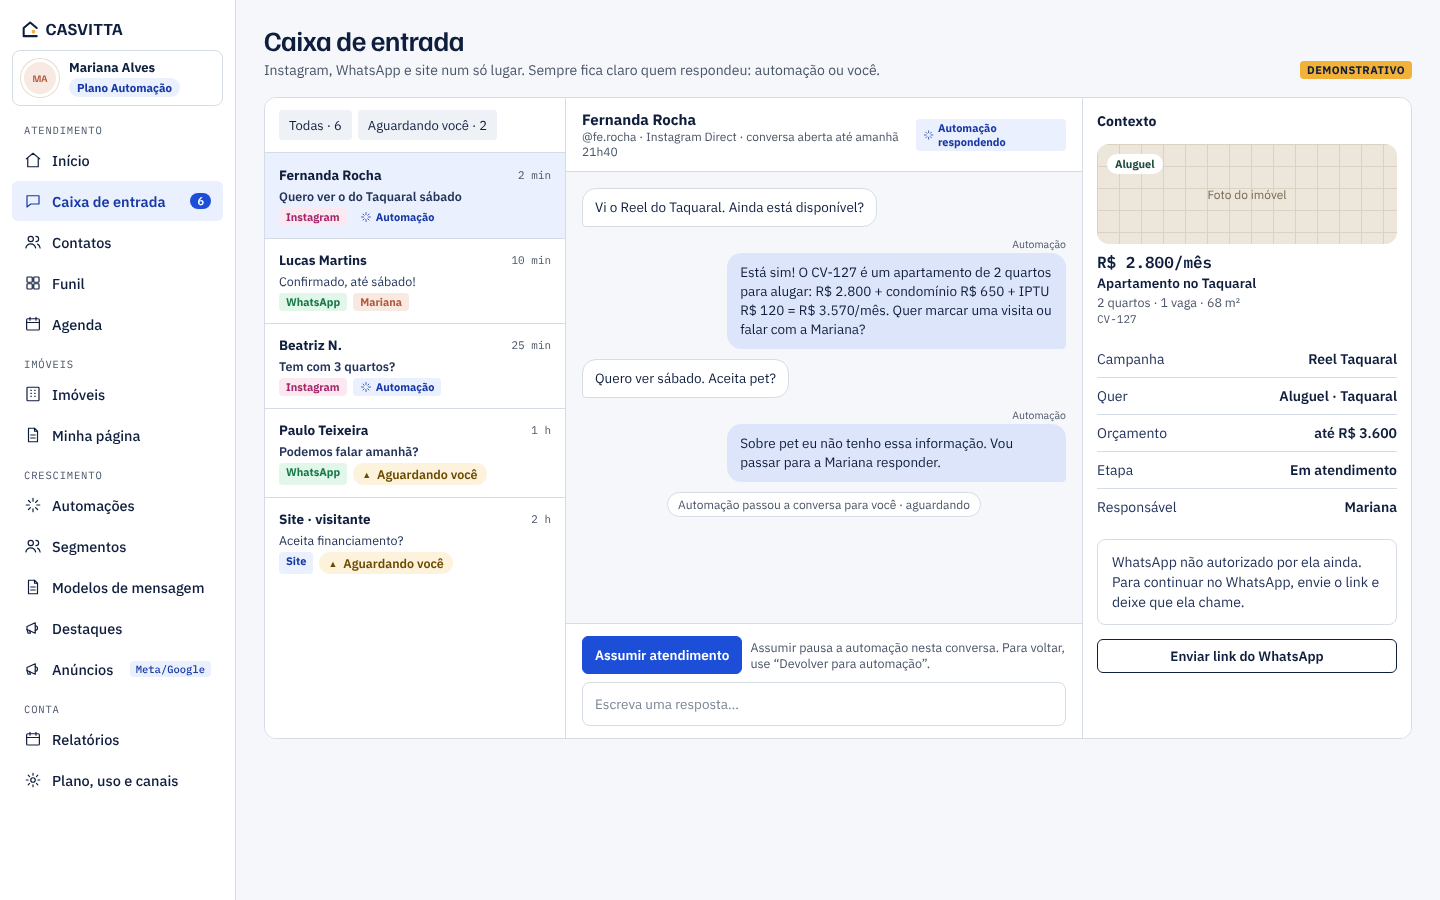 CASVITTA
MA
Mariana Alves
Plano Automação
ATENDIMENTO
Início
Caixa de entrada
6
Contatos
Funil
Agenda
IMÓVEIS
Imóveis
Minha página
CRESCIMENTO
Automações
Segmentos
Modelos de mensagem
Destaques
Anúncios
Meta/Google
CONTA
Relatórios
Plano, uso e canais
Caixa de entrada
Instagram, WhatsApp e site num só lugar. Sempre fica claro quem respondeu: automação ou você.
DEMONSTRATIVO
Todas · 6
Aguardando você · 2
Fernanda Rocha
2 min
Quero ver o do Taquaral sábado
Instagram
Automação
Lucas Martins
10 min
Confirmado, até sábado!
WhatsApp
Mariana
Beatriz N.
25 min
Tem com 3 quartos?
Instagram
Automação
Paulo Teixeira
1 h
Podemos falar amanhã?
WhatsApp
▲ Aguardando você
Site · visitante
2 h
Aceita financiamento?
Site
▲ Aguardando você
Fernanda Rocha
@fe.rocha · Instagram Direct · conversa aberta até amanhã
21h40
Automação
respondendo
Vi o Reel do Taquaral. Ainda está disponível?
Automação
Está sim! O CV-127 é um apartamento de 2 quartos
para alugar: R$ 2.800 + condomínio R$ 650 + IPTU
R$ 120 = R$ 3.570/mês. Quer marcar uma visita ou
falar com a Mariana?
Quero ver sábado. Aceita pet?
Automação
Sobre pet eu não tenho essa informação. Vou
passar para a Mariana responder.
Automação passou a conversa para você · aguardando
Assumir atendimento
Assumir pausa a automação nesta conversa. Para voltar,
use “Devolver para automação”.
Escreva uma resposta...
Contexto
Aluguel
Foto do imóvel
R$ 2.800/mês
Apartamento no Taquaral
2 quartos · 1 vaga · 68 m²
CV-127
Campanha
Reel Taquaral
Quer
Aluguel · Taquaral
Orçamento
até R$ 3.600
Etapa
Em atendimento
Responsável
Mariana
WhatsApp não autorizado por ela ainda.
Para continuar no WhatsApp, envie o link e
deixe que ela chame.
Enviar link do WhatsApp